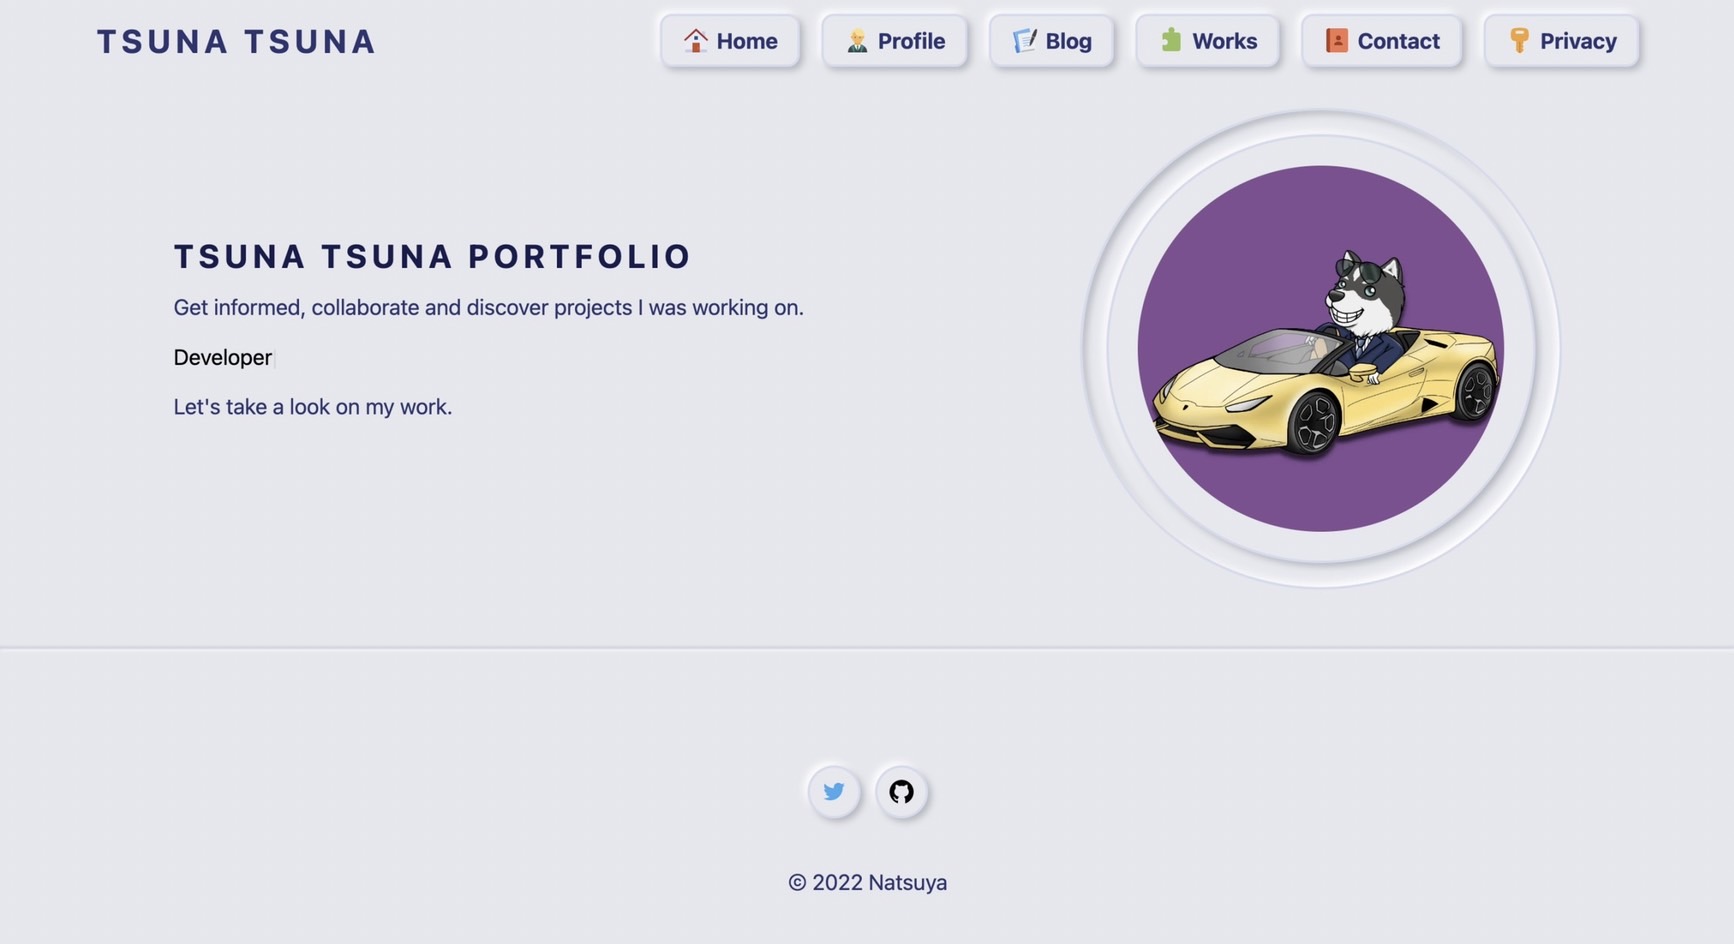 TSUNA TSUNA
Home
Profile
Blog
Works
Contact
Privacy
TSUNA TSUNA PORTFOLIO
Get informed, collaborate and discover projects I was working on.
Developer
Let's take a look on my work.
© 2022 Natsuya